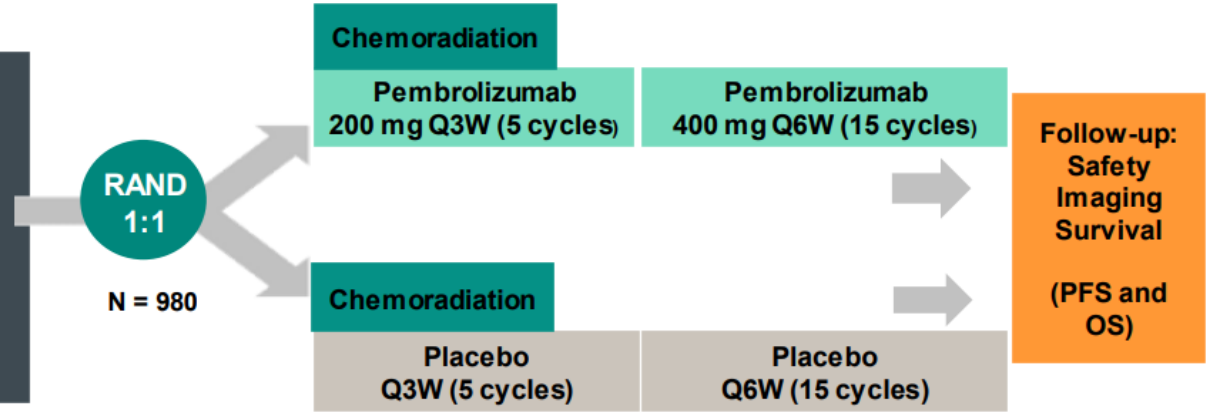 Chemoradiation
Pembrolizumab
200 mg Q3W (5 cycles)
Pembrolizumab
400 mg Q6W (15 cycles)
RAND
1:1
N = 980
Chemoradiation
Placebo
Q3W (5 cycles)
Placebo
Q6W (15 cycles)
Follow-up:
Safety
Imaging
Survival
(PFS and
OS)